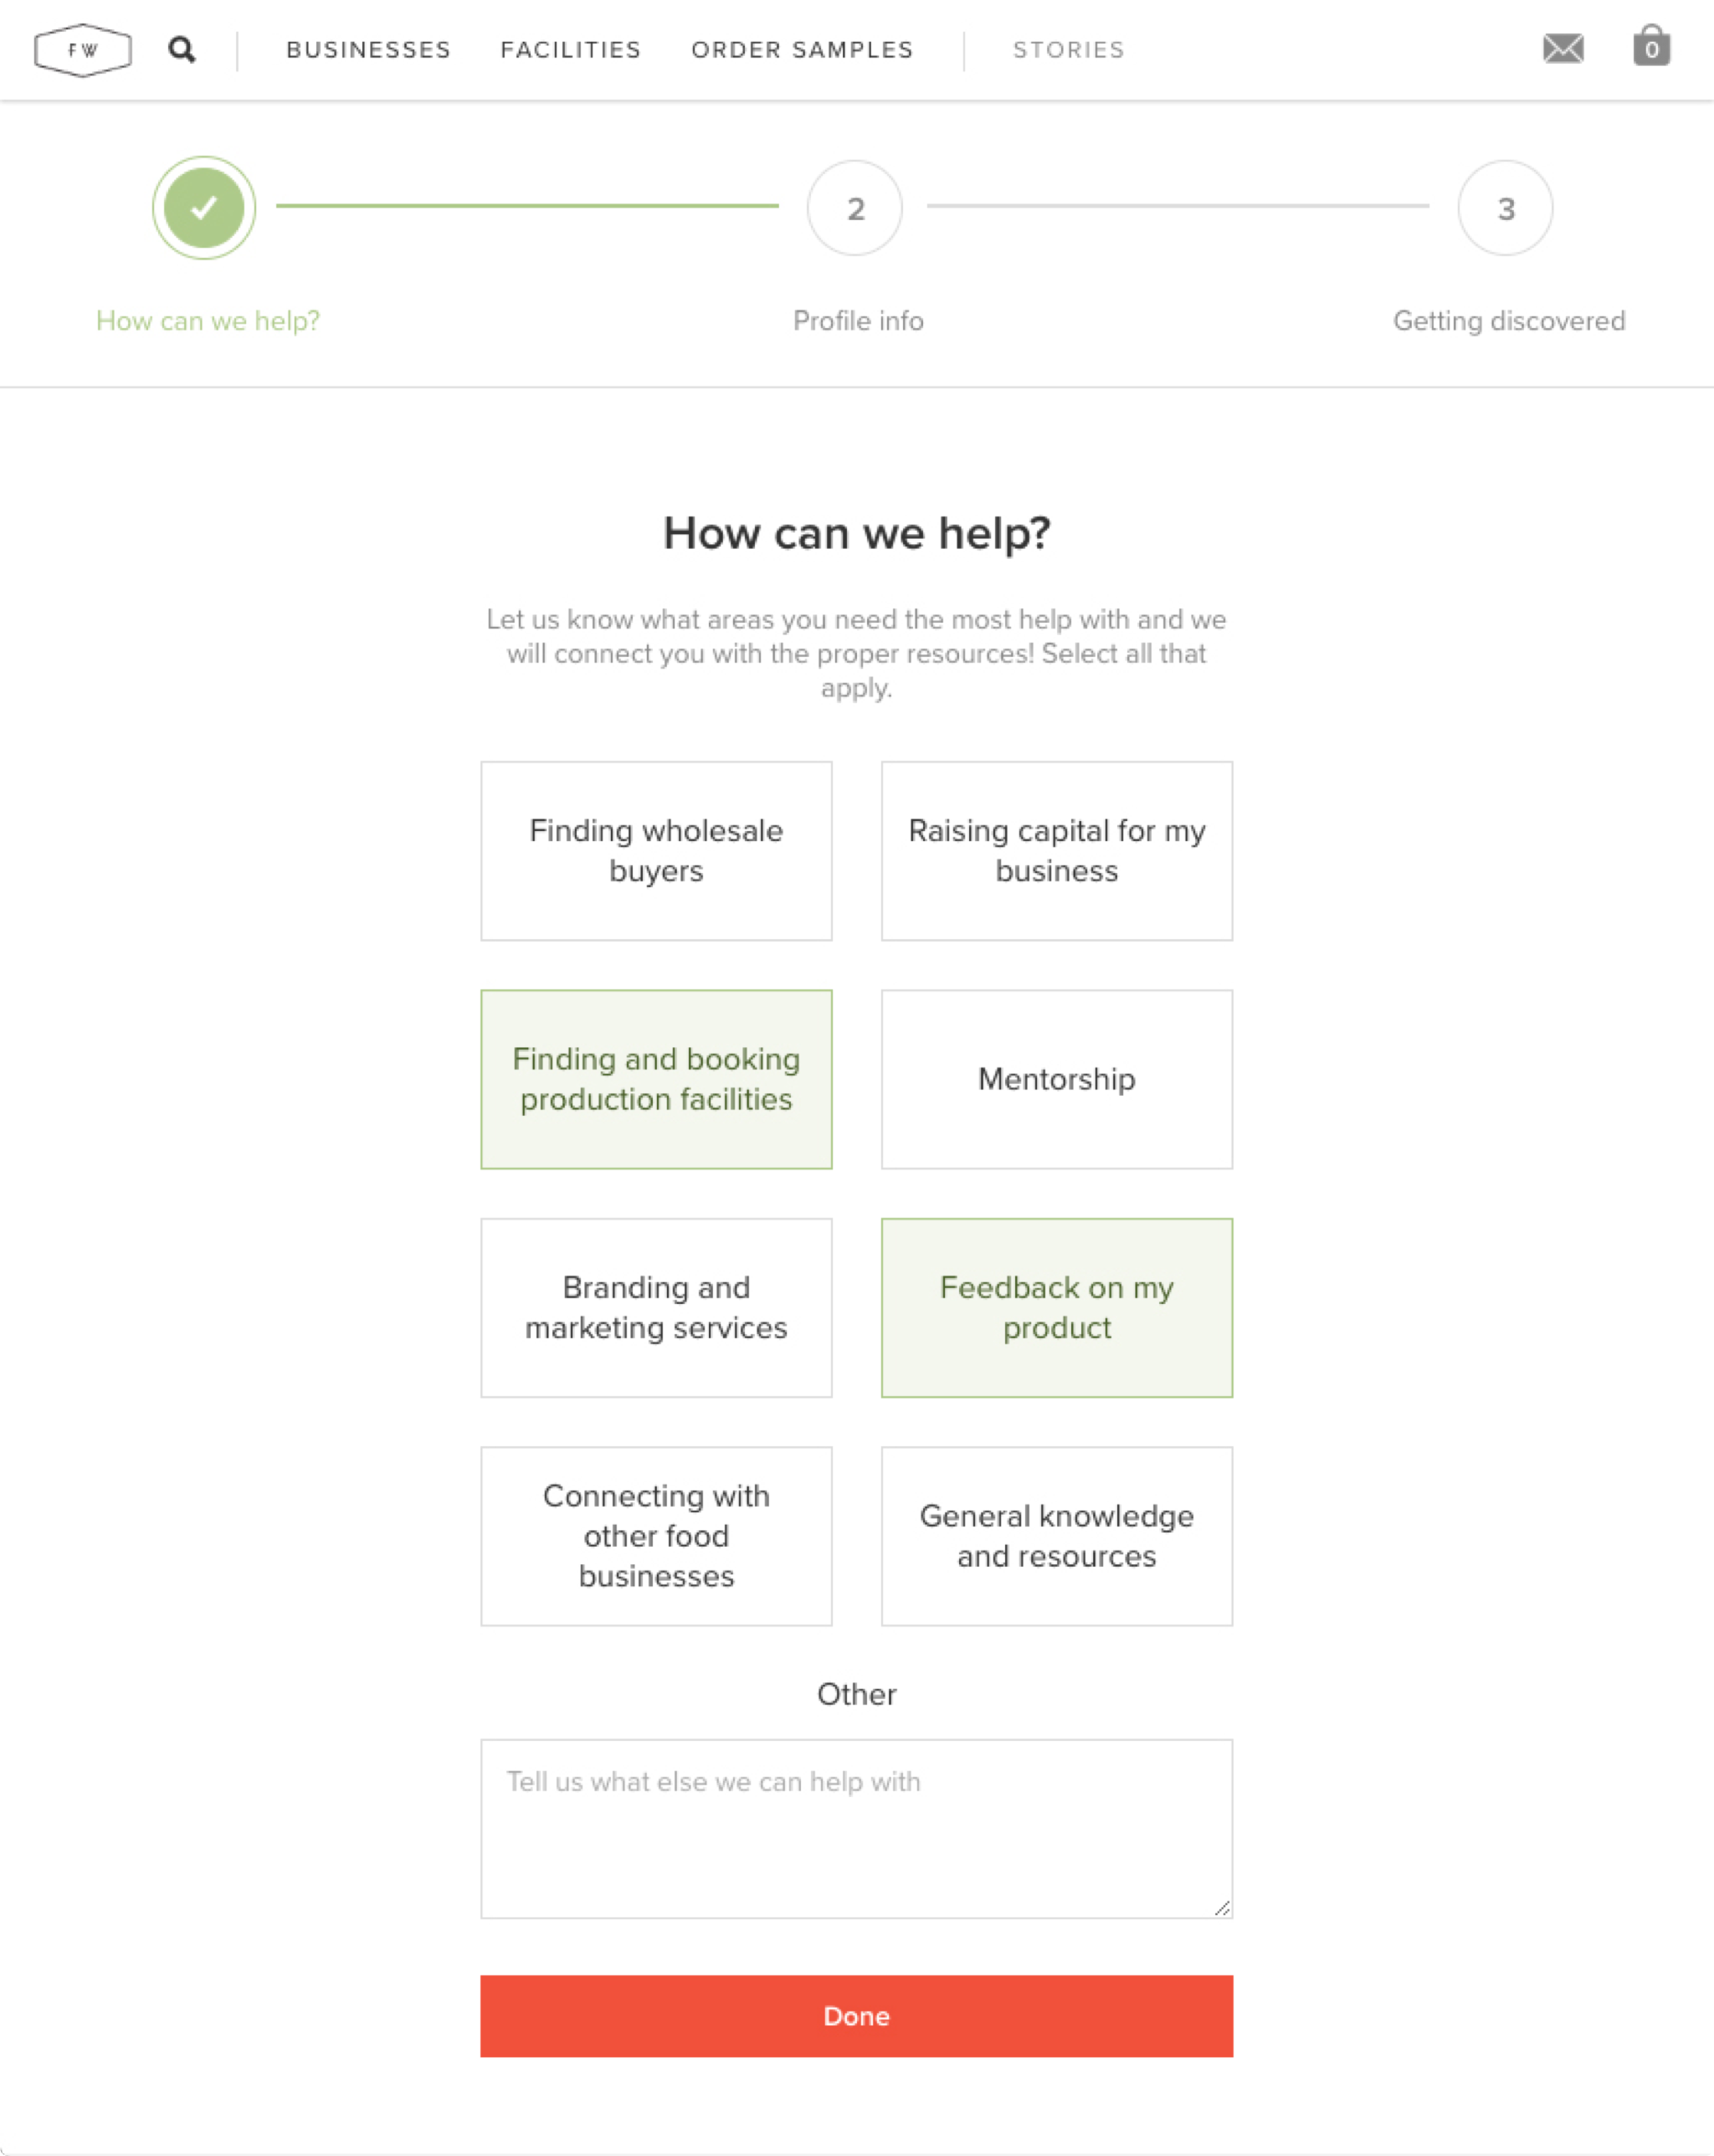 FW
BUSINESSES FACILITIES ORDER SAMPLES STORIES
0
2
3
How can we help?
Profile info
Getting discovered
How can we help?
Let us know what areas you need the most help with and we
will connect you with the proper resources! Select all that
apply.
Finding wholesale
buyers
Raising capital for my
business
Finding and booking
production facilities
Mentorship
Branding and
marketing services
Feedback on my
product
Connecting with
other food
businesses
General knowledge
and resources
Other
Tell us what else we can help with
Done